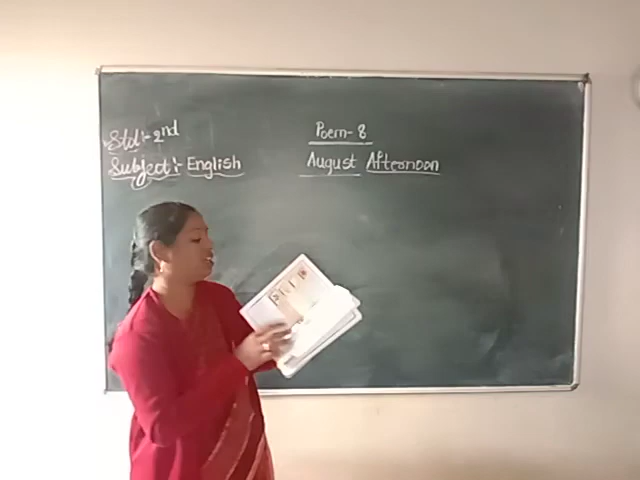 Std :- 2nd
Subject :- English
Poem - 8
August Afternoon